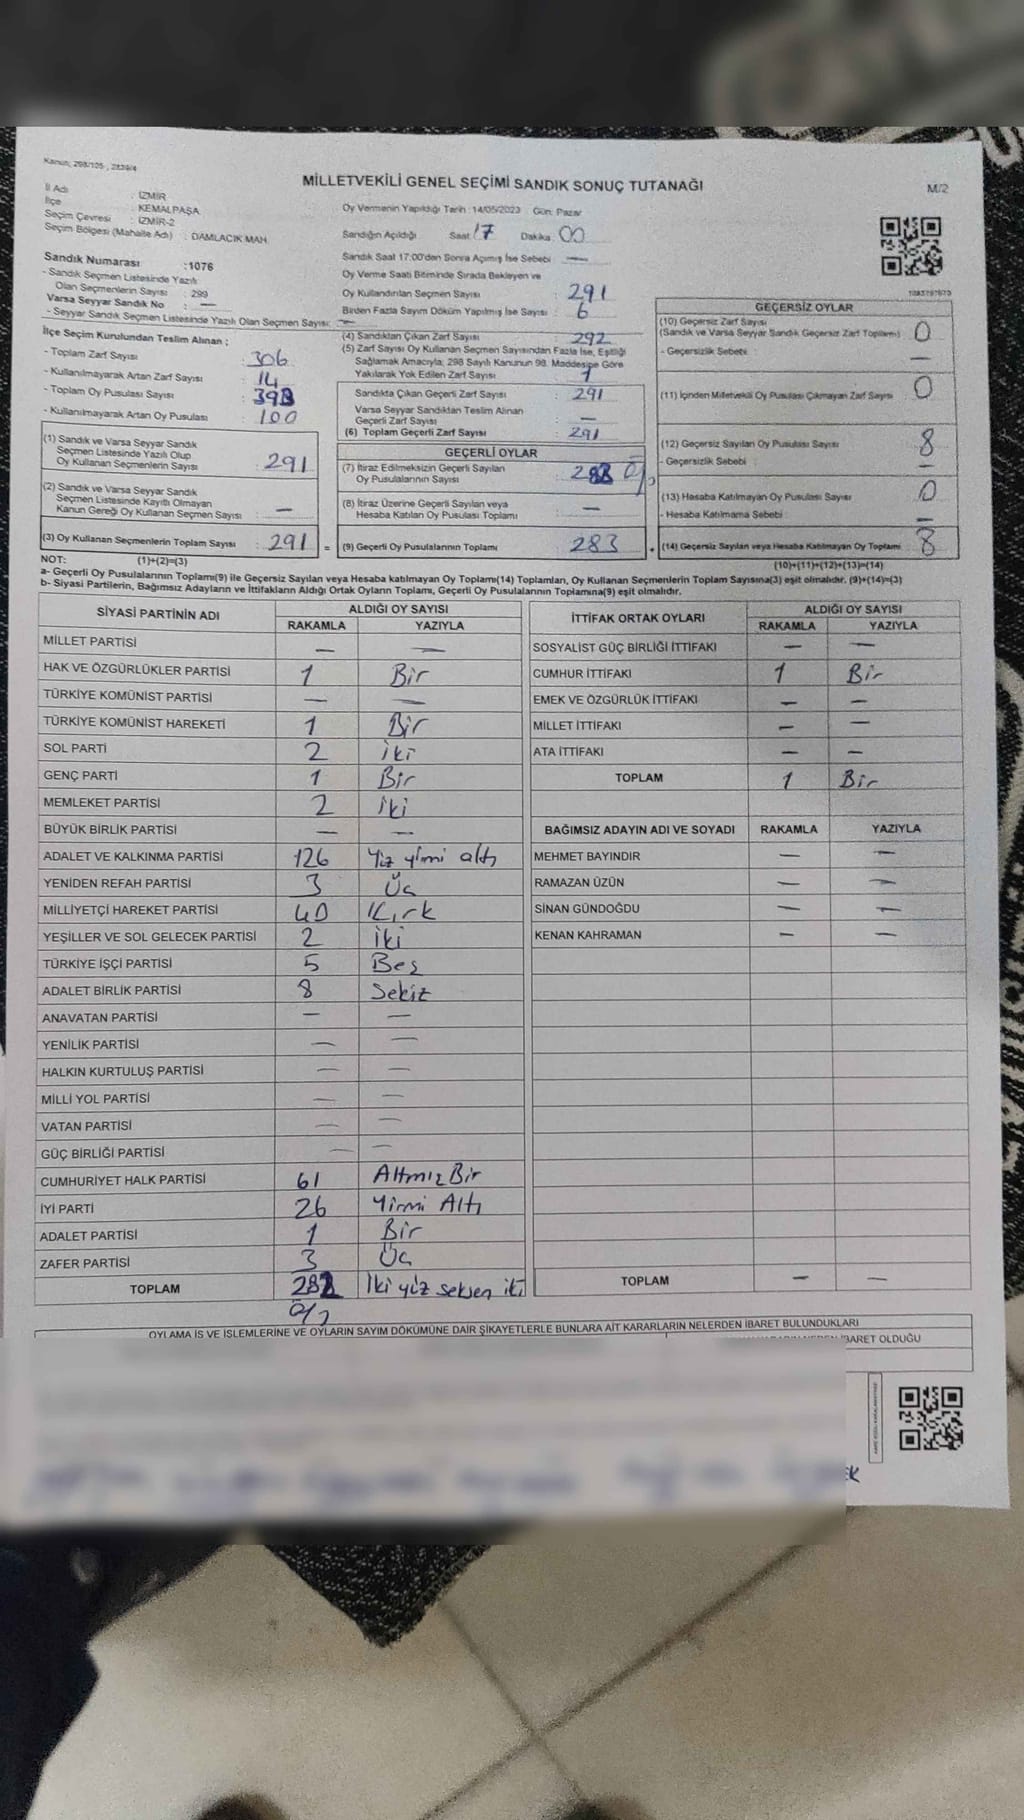 Kanun; 298/105 , 2839/4
MİLLETVEKİLİ GENEL SEÇİMİ SANDIK SONUÇ TUTANAĞI
M/2
İl Adı : İZMİR
İlçe : KEMALPAŞA
Seçim Çevresi : İZMİR-2
Seçim Bölgesi (Mahalle Adı) : DAMLACIK MAH.
Oy Vermenin Yapıldığı Tarih : 14/05/2023 Gün: Pazar
Sandığın Açıldığı Saat 17 Dakika 00
Sandık Numarası :1076
- Sandık Seçmen Listesinde Yazılı
Olan Seçmenlerin Sayısı : 299
Varsa Seyyar Sandık No : —
- Seyyar Sandık Seçmen Listesinde Yazılı Olan Seçmen Sayısı: —
Sandık Saat 17:00'den Sonra Açımış İse Sebebi : —
Oy Verme Saati Bitiminde Sırada Bekleyen ve
Oy Kullandırılan Seçmen Sayısı : 291
Birden Fazla Sayım Döküm Yapılmış İse Sayısı : 6
İlçe Seçim Kurulundan Teslim Alınan ;
- Toplam Zarf Sayısı : 306
- Kullanılmayarak Artan Zarf Sayısı : 14
- Toplam Oy Pusulası Sayısı :
- Kullanılmayarak Artan Oy Pusulası : 100
(4) Sandıktan Çıkan Zarf Sayısı : 292
(5) Zarf Sayısı Oy Kullanan Seçmen Sayısından Fazla İse, Eşitliği
Sağlamak Amacıyla; 298 Sayılı Kanunun 98. Maddesine Göre
Yakılarak Yok Edilen Zarf Sayısı : 1
Sandıkta Çıkan Geçerli Zarf Sayısı : 291
Varsa Seyyar Sandıktan Teslim Alınan
Geçerli Zarf Sayısı : —
(6) Toplam Geçerli Zarf Sayısı : 291
GEÇERSİZ OYLAR
(10) Geçersiz Zarf Sayısı
(Sandık ve Varsa Seyyar Sandık Geçersiz Zarf Toplamı) : 0
- Geçersizlik Sebebi : —
(11) İçinden Milletvekili Oy Pusulası Çıkmayan Zarf Sayısı : 0
(12) Geçersiz Sayılan Oy Pusulası Sayısı : 8
- Geçersizlik Sebebi : —
(13) Hesaba Katılmayan Oy Pusulası Sayısı : 0
- Hesaba Katılmama Sebebi : —
(14) Geçersiz Sayılan veya Hesaba Katılmayan Oy Toplamı : 8
(10)+(11)+(12)+(13)=(14)
(1) Sandık ve Varsa Seyyar Sandık
Seçmen Listesinde Yazılı Olup
Oy Kullanan Seçmenlerin Sayısı : 291
(2) Sandık ve Varsa Seyyar Sandık
Seçmen Listesinde Kayıtlı Olmayan
Kanun Gereği Oy Kullanan Seçmen Sayısı : —
(3) Oy Kullanan Seçmenlerin Toplam Sayısı : 291
(1)+(2)=(3)
GEÇERLİ OYLAR
(7) İtiraz Edilmeksizin Geçerli Sayılan
Oy Pusulalarının Sayısı :
(8) İtiraz Üzerine Geçerli Sayılan veya
Hesaba Katılan Oy Pusulası Toplamı : —
(9) Geçerli Oy Pusulalarının Toplamı : 283
NOT:
a- Geçerli Oy Pusulalarının Toplamı(9) ile Geçersiz Sayılan veya Hesaba katılmayan Oy Toplamı(14) Toplamları, Oy Kullanan Seçmenlerin Toplam Sayısına(3) eşit olmalıdır. (9)+(14)=(3)
b- Siyasi Partilerin, Bağımsız Adayların ve İttifakların Aldığı Ortak Oyların Toplamı, Geçerli Oy Pusulalarının Toplamına(9) eşit olmalıdır.
SİYASİ PARTİNİN ADI ALDIĞI OY SAYISI
RAKAMLA YAZIYLA
MİLLET PARTİSİ — —
HAK VE ÖZGÜRLÜKLER PARTİSİ 1 Bir
TÜRKİYE KOMÜNİST PARTİSİ — —
TÜRKİYE KOMÜNİST HAREKETİ 1 Bir
SOL PARTİ 2 iki
GENÇ PARTİ 1 Bir
MEMLEKET PARTİSİ 2 iki
BÜYÜK BİRLİK PARTİSİ — —
ADALET VE KALKINMA PARTİSİ 126 Yüz yirmi altı
YENİDEN REFAH PARTİSİ 3 Üç
MİLLİYETÇİ HAREKET PARTİSİ 40 Kırk
YEŞİLLER VE SOL GELECEK PARTİSİ 2 iki
TÜRKİYE İŞÇİ PARTİSİ 5 Beş
ADALET BİRLİK PARTİSİ 8 Sekiz
ANAVATAN PARTİSİ — —
YENİLİK PARTİSİ — —
HALKIN KURTULUŞ PARTİSİ — —
MİLLİ YOL PARTİSİ — —
VATAN PARTİSİ — —
GÜÇ BİRLİĞİ PARTİSİ — —
CUMHURİYET HALK PARTİSİ 61 Altmız Bir
İYİ PARTİ 26 Yirmi Altı
ADALET PARTİSİ 1 Bir
ZAFER PARTİSİ 3 Üç
TOPLAM 282 İki yüz seksen iki
İTTİFAK ORTAK OYLARI ALDIĞI OY SAYISI
RAKAMLA YAZIYLA
SOSYALİST GÜÇ BİRLİĞİ İTTİFAKI — —
CUMHUR İTTİFAKI 1 Bir
EMEK VE ÖZGÜRLÜK İTTİFAKI — —
MİLLET İTTİFAKI — —
ATA İTTİFAKI — —
TOPLAM 1 Bir
BAĞIMSIZ ADAYIN ADI VE SOYADI RAKAMLA YAZIYLA
MEHMET BAYINDIR — —
RAMAZAN ÜZÜN — —
SİNAN GÜNDOĞDU — —
KENAN KAHRAMAN — —
TOPLAM — —
OYLAMA İŞ VE İŞLEMLERİNE VE OYLARIN SAYIM DÖKÜMÜNE DAİR ŞİKAYETLERLE BUNLARA AİT KARARLARIN NELERDEN İBARET BULUNDUKLARI
İBARET OLDUĞU